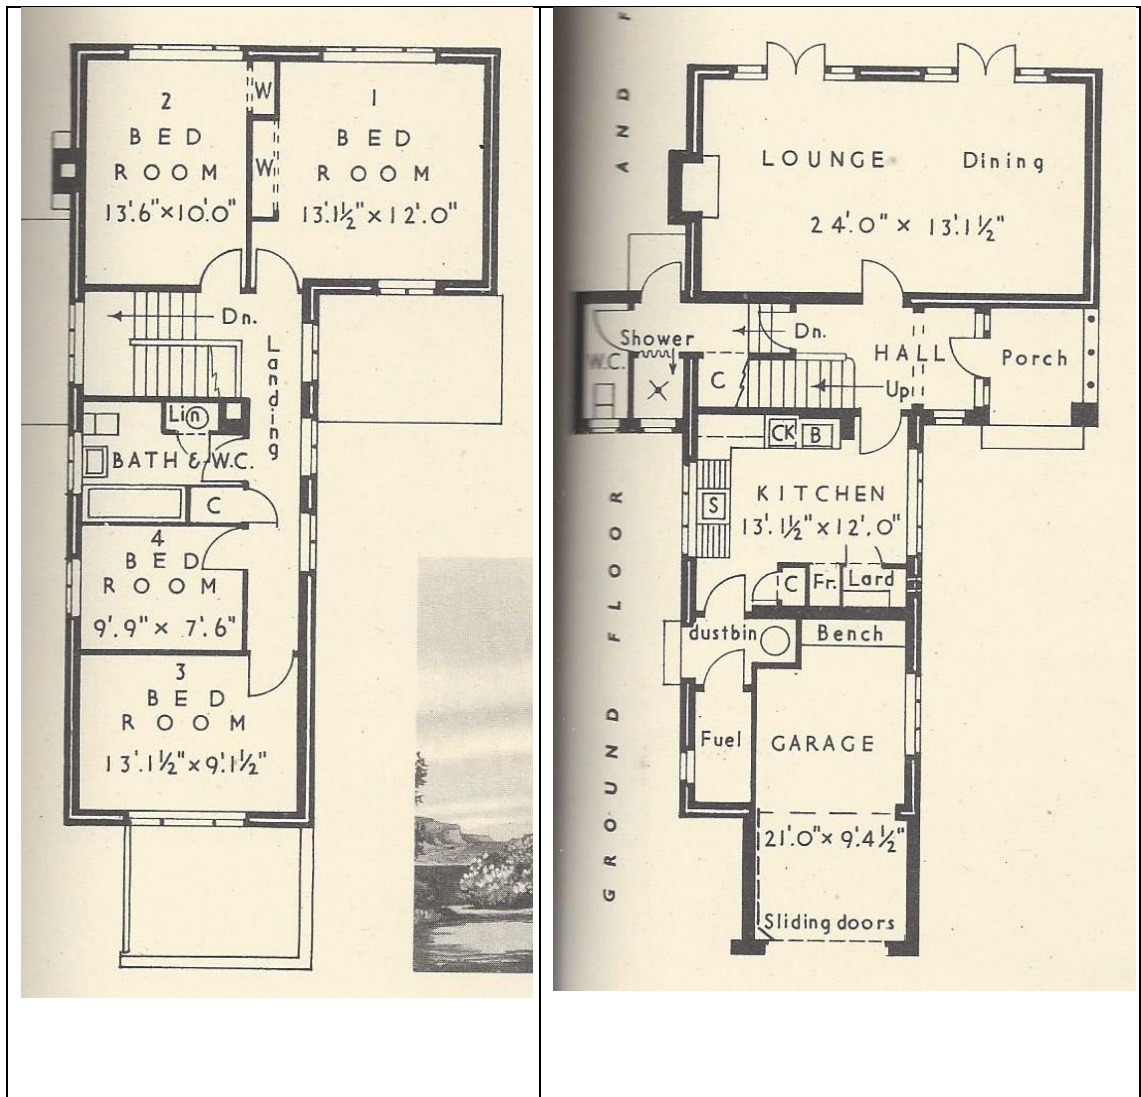 2
BED
ROOM
13'.6"×10'.0"
W
W
1
BED
ROOM
13'.1½"×12'.0"
Dn.
Landing
Lin
BATH & W.C.
C
4
BED
ROOM
9'.9"× 7'.6"
3
BED
ROOM
13'.1½"×9'.1½"
GROUND FLOOR AND F
LOUNGE Dining
24'.0"× 13'.1½"
Shower
W.C.
C
Dn.
HALL
Up
Porch
CK B
S
KITCHEN
13'.1½"×12'.0"
C Fr. Lard
dustbin
Bench
Fuel
GARAGE
21'.0"× 9'.4½"
Sliding doors